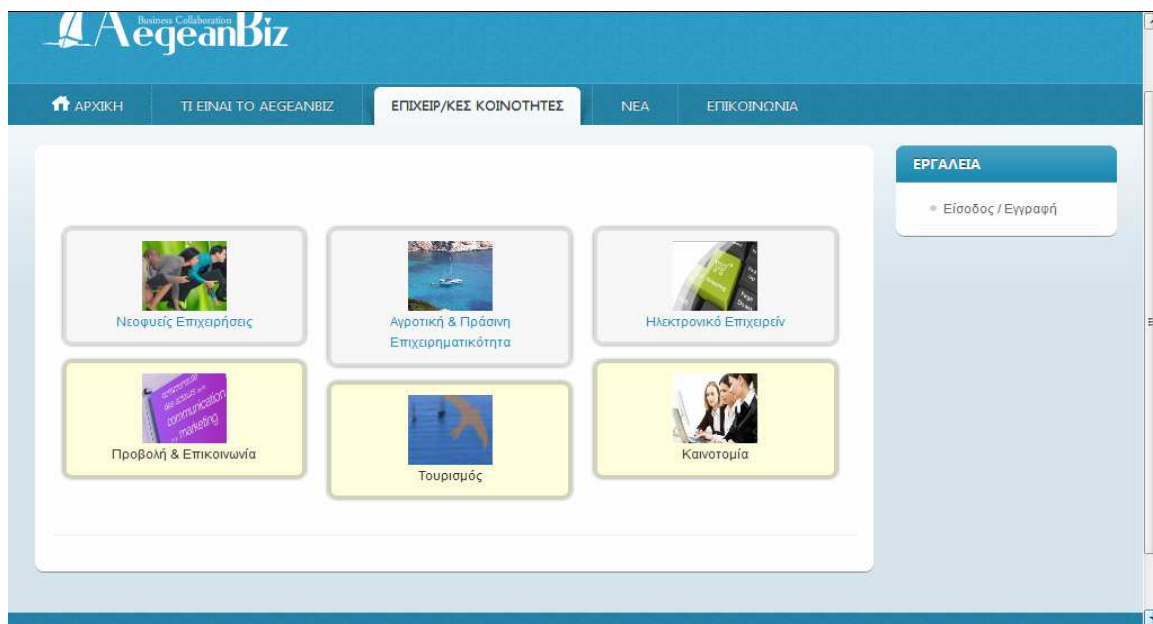 Business Collaboration
AegeanBiz
ΑΡΧΙΚΗ
ΤΙ ΕΙΝΑΙ ΤΟ AEGEANBIZ
ΕΠΙΧΕΙΡ/ΚΕΣ ΚΟΙΝΟΤΗΤΕΣ
ΝΕΑ
ΕΠΙΚΟΙΝΩΝΙΑ
ΕΡΓΑΛΕΙΑ
Είσοδος / Εγγραφή
Νεοφυείς Επιχειρήσεις
Αγροτική & Πράσινη
Επιχειρηματικότητα
Ηλεκτρονικό Επιχειρείν
communication
marketing
Προβολή & Επικοινωνία
Τουρισμός
Καινοτομία